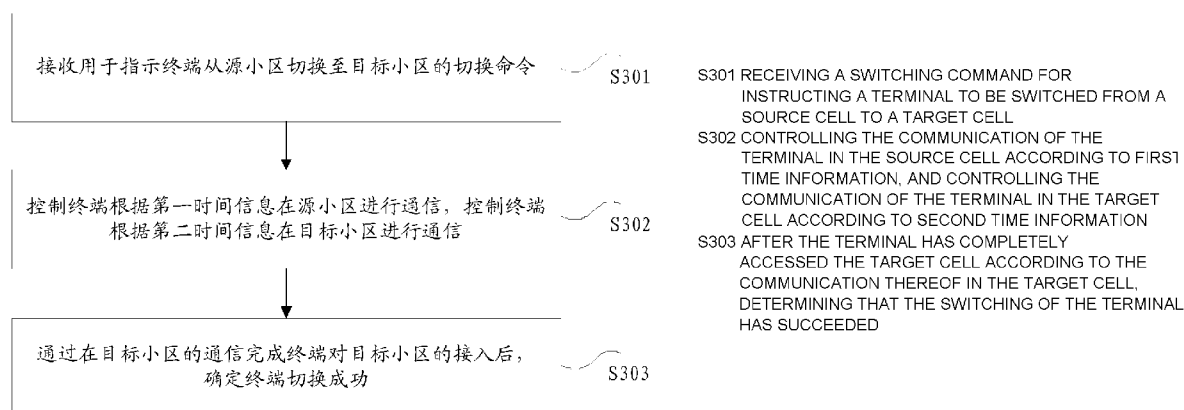 接收用于指示终端从源小区切换至目标小区的切换命令
S301
控制终端根据第一时间信息在源小区进行通信，控制终端
根据第二时间信息在目标小区进行通信
S302
通过在目标小区的通信完成终端对目标小区的接入后，
确定终端切换成功
S303
S301 RECEIVING A SWITCHING COMMAND FOR
INSTRUCTING A TERMINAL TO BE SWITCHED FROM A
SOURCE CELL TO A TARGET CELL
S302 CONTROLLING THE COMMUNICATION OF THE
TERMINAL IN THE SOURCE CELL ACCORDING TO FIRST
TIME INFORMATION, AND CONTROLLING THE
COMMUNICATION OF THE TERMINAL IN THE TARGET
CELL ACCORDING TO SECOND TIME INFORMATION
S303 AFTER THE TERMINAL HAS COMPLETELY
ACCESSED THE TARGET CELL ACCORDING TO THE
COMMUNICATION THEREOF IN THE TARGET CELL,
DETERMINING THAT THE SWITCHING OF THE TERMINAL
HAS SUCCEEDED